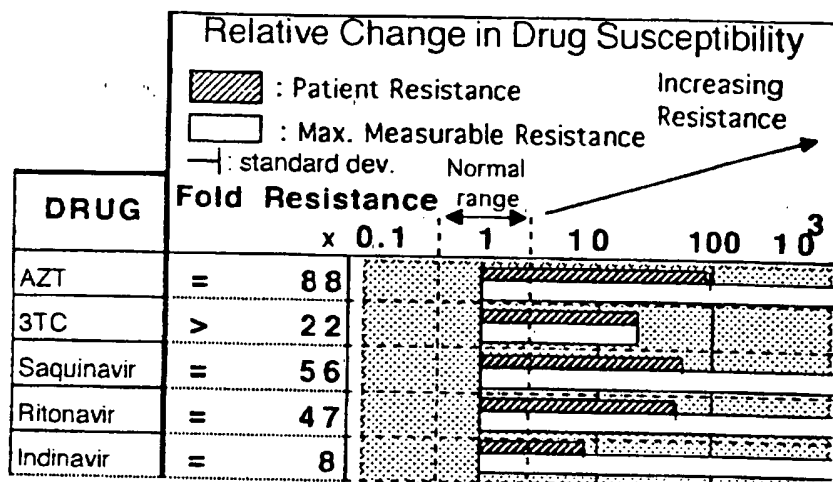 Relative Change in Drug Susceptibility
: Patient Resistance
Increasing
Resistance
: Max. Measurable Resistance
: standard dev.
Normal
range
DRUG
Fold Resistance
x 0.1 1 10 100 10³
AZT = 88
3TC > 22
Saquinavir = 56
Ritonavir = 47
Indinavir = 8